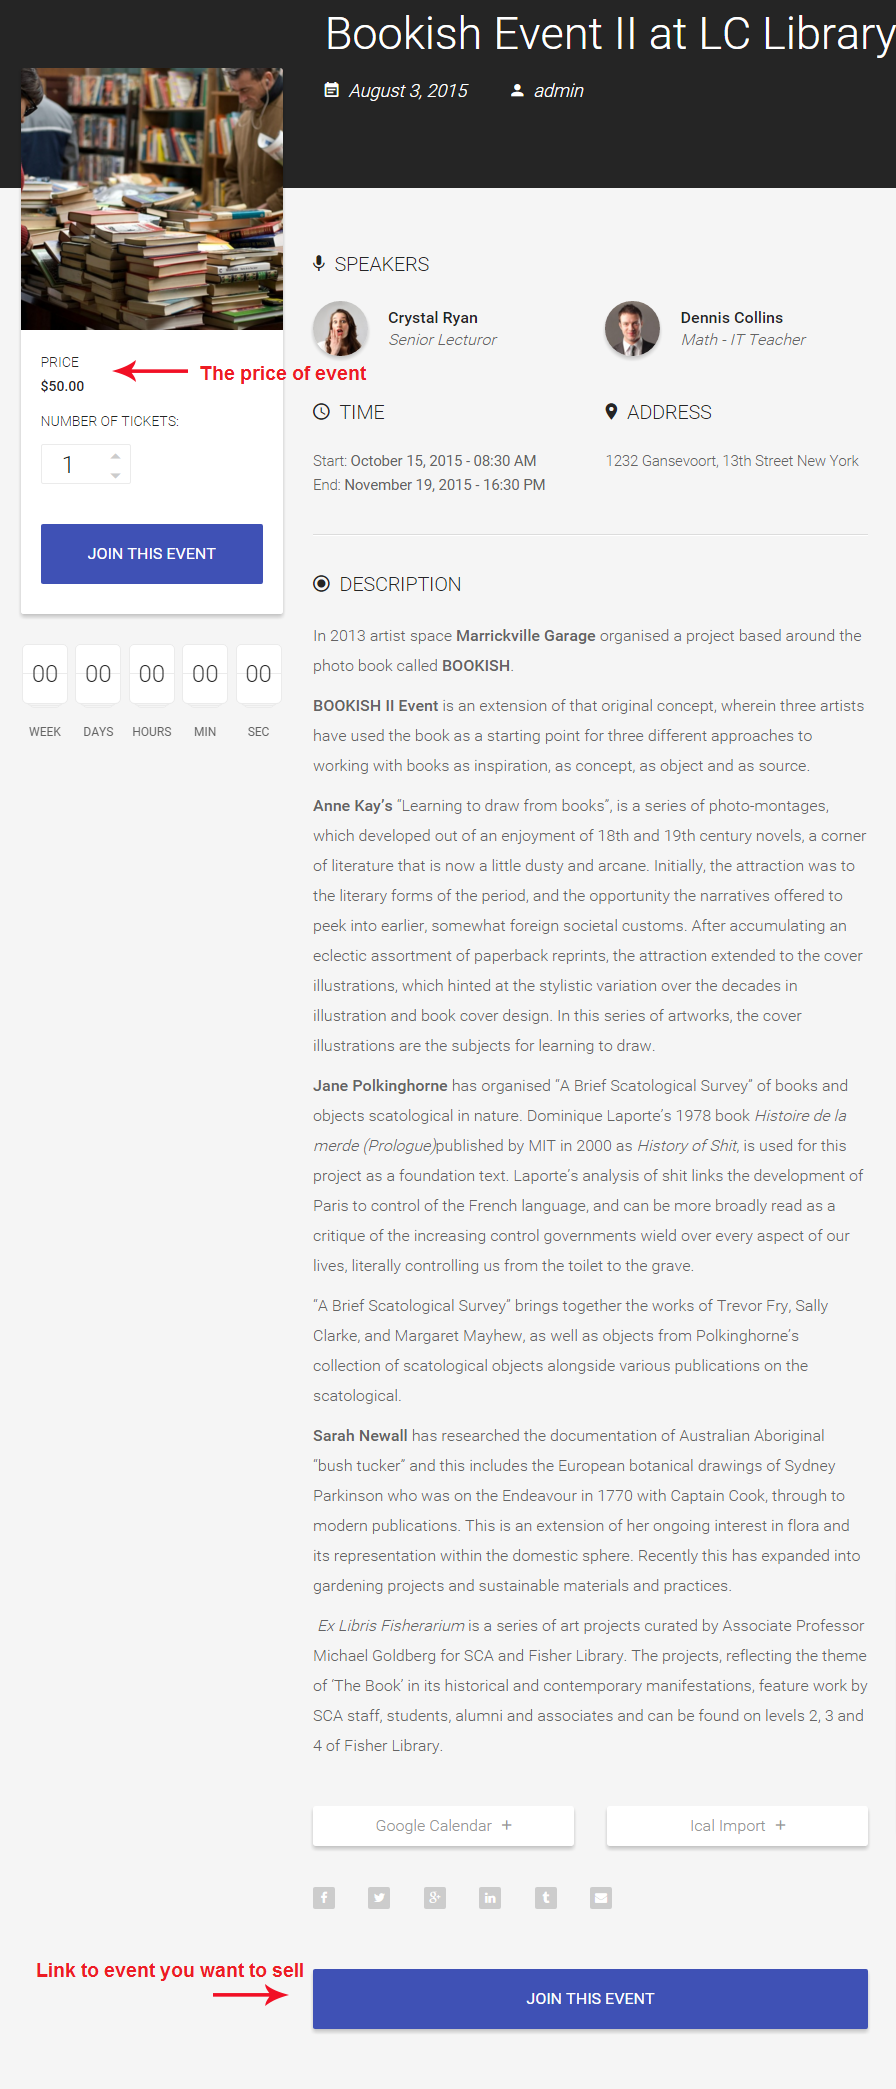 Bookish Event II at LC Library
August 3, 2015 admin
PRICE
$50.00
The price of event
NUMBER OF TICKETS:
1
JOIN THIS EVENT
00 00 00 00 00
WEEK DAYS HOURS MIN SEC
SPEAKERS
Crystal Ryan
Senior Lecturor
Dennis Collins
Math - IT Teacher
TIME
Start: October 15, 2015 - 08:30 AM
End: November 19, 2015 - 16:30 PM
ADDRESS
1232 Gansevoort, 13th Street New York
DESCRIPTION
In 2013 artist space Marrickville Garage organised a project based around the
photo book called BOOKISH.
BOOKISH II Event is an extension of that original concept, wherein three artists
have used the book as a starting point for three different approaches to
working with books as inspiration, as concept, as object and as source.
Anne Kay’s “Learning to draw from books”, is a series of photo-montages,
which developed out of an enjoyment of 18th and 19th century novels, a corner
of literature that is now a little dusty and arcane. Initially, the attraction was to
the literary forms of the period, and the opportunity the narratives offered to
peek into earlier, somewhat foreign societal customs. After accumulating an
eclectic assortment of paperback reprints, the attraction extended to the cover
illustrations, which hinted at the stylistic variation over the decades in
illustration and book cover design. In this series of artworks, the cover
illustrations are the subjects for learning to draw.
Jane Polkinghorne has organised “A Brief Scatological Survey” of books and
objects scatological in nature. Dominique Laporte’s 1978 book Histoire de la
merde (Prologue)published by MIT in 2000 as History of Shit, is used for this
project as a foundation text. Laporte’s analysis of shit links the development of
Paris to control of the French language, and can be more broadly read as a
critique of the increasing control governments wield over every aspect of our
lives, literally controlling us from the toilet to the grave.
“A Brief Scatological Survey” brings together the works of Trevor Fry, Sally
Clarke, and Margaret Mayhew, as well as objects from Polkinghorne’s
collection of scatological objects alongside various publications on the
scatological.
Sarah Newall has researched the documentation of Australian Aboriginal
“bush tucker” and this includes the European botanical drawings of Sydney
Parkinson who was on the Endeavour in 1770 with Captain Cook, through to
modern publications. This is an extension of her ongoing interest in flora and
its representation within the domestic sphere. Recently this has expanded into
gardening projects and sustainable materials and practices.
Ex Libris Fisherarium is a series of art projects curated by Associate Professor
Michael Goldberg for SCA and Fisher Library. The projects, reflecting the theme
of ‘The Book’ in its historical and contemporary manifestations, feature work by
SCA staff, students, alumni and associates and can be found on levels 2, 3 and
4 of Fisher Library.
Google Calendar +
Ical Import +
Link to event you want to sell
JOIN THIS EVENT